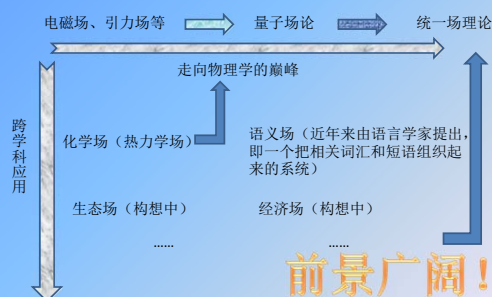 电磁场、引力场等 量子场论 统一场理论
走向物理学的巅峰
跨学科应用
化学场（热力学场）
语义场（近年来由语言学家提出，
即一个把相关词汇和短语组织起
来的系统）
生态场（构想中） 经济场（构想中）
...... ......
前景广阔！